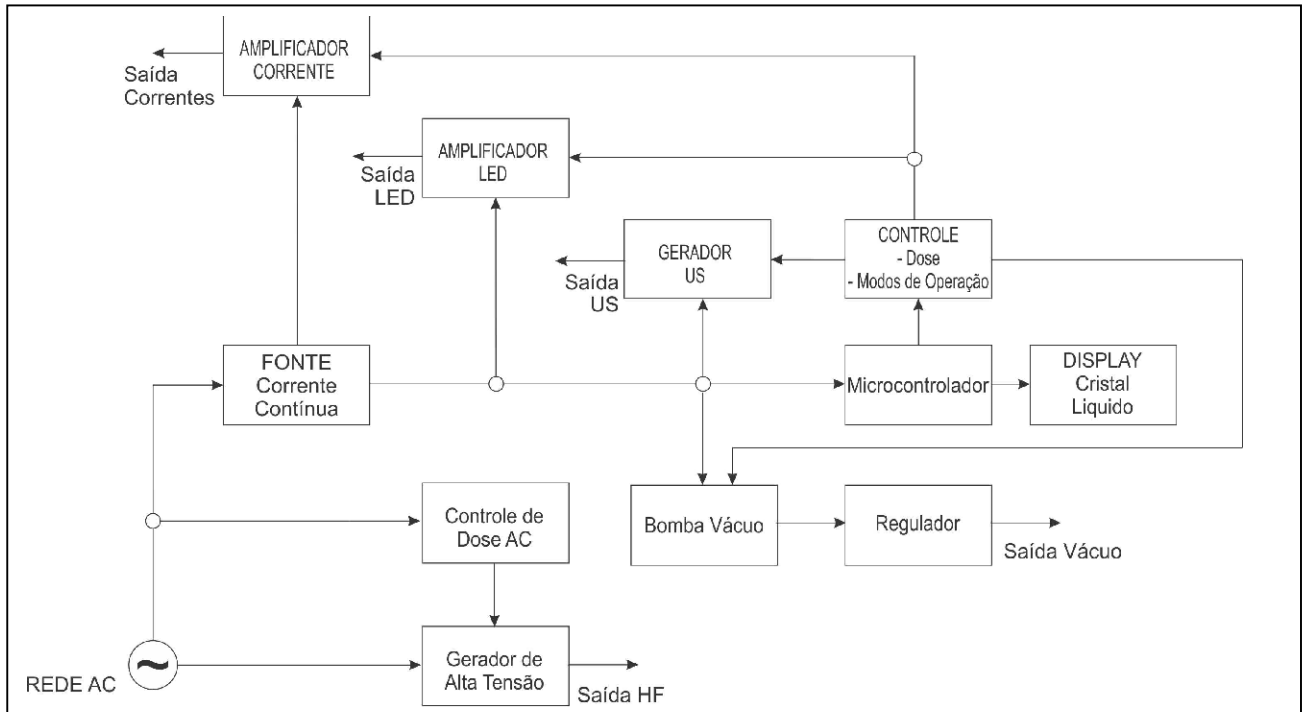 AMPLIFICADOR
CORRENTE
Saída
Correntes
AMPLIFICADOR
LED
Saída
LED
GERADOR
US
Saída
US
CONTROLE
- Dose
- Modos de Operação
FONTE
Corrente
Contínua
Microcontrolador
DISPLAY
Cristal
Liquido
Controle de
Dose AC
Bomba Vácuo
Regulador
Saída Vácuo
REDE AC
~
Gerador de
Alta Tensão
Saída HF